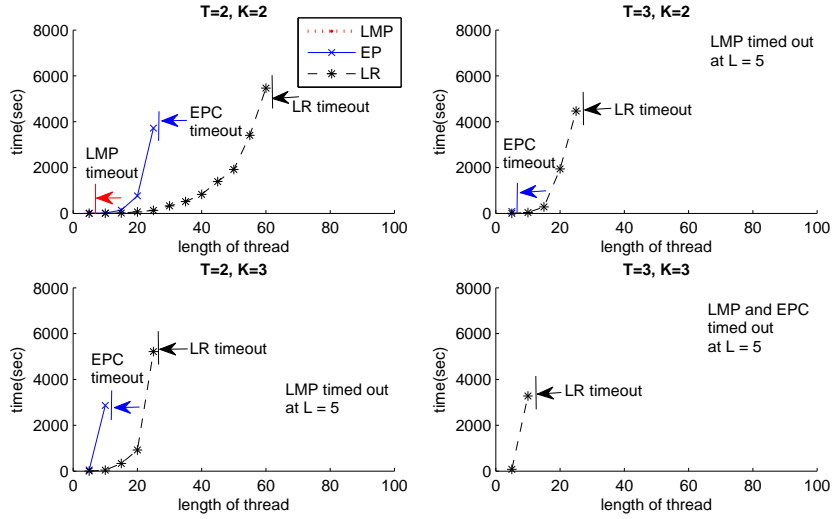 T=2, K=2
8000
6000
4000
2000
0
time(sec)
LMP
EP
LR
LR timeout
EPC
timeout
LMP
timeout
0 20 40 60 80 100
length of thread
T=3, K=2
8000
6000
4000
2000
0
time(sec)
LMP timed out
at L = 5
LR timeout
EPC
timeout
0 20 40 60 80 100
length of thread
T=2, K=3
8000
6000
4000
2000
0
time(sec)
LR timeout
EPC
timeout
LMP timed out
at L = 5
0 20 40 60 80 100
length of thread
T=3, K=3
8000
6000
4000
2000
0
time(sec)
LMP and EPC
timed out
at L = 5
LR timeout
0 20 40 60 80 100
length of thread